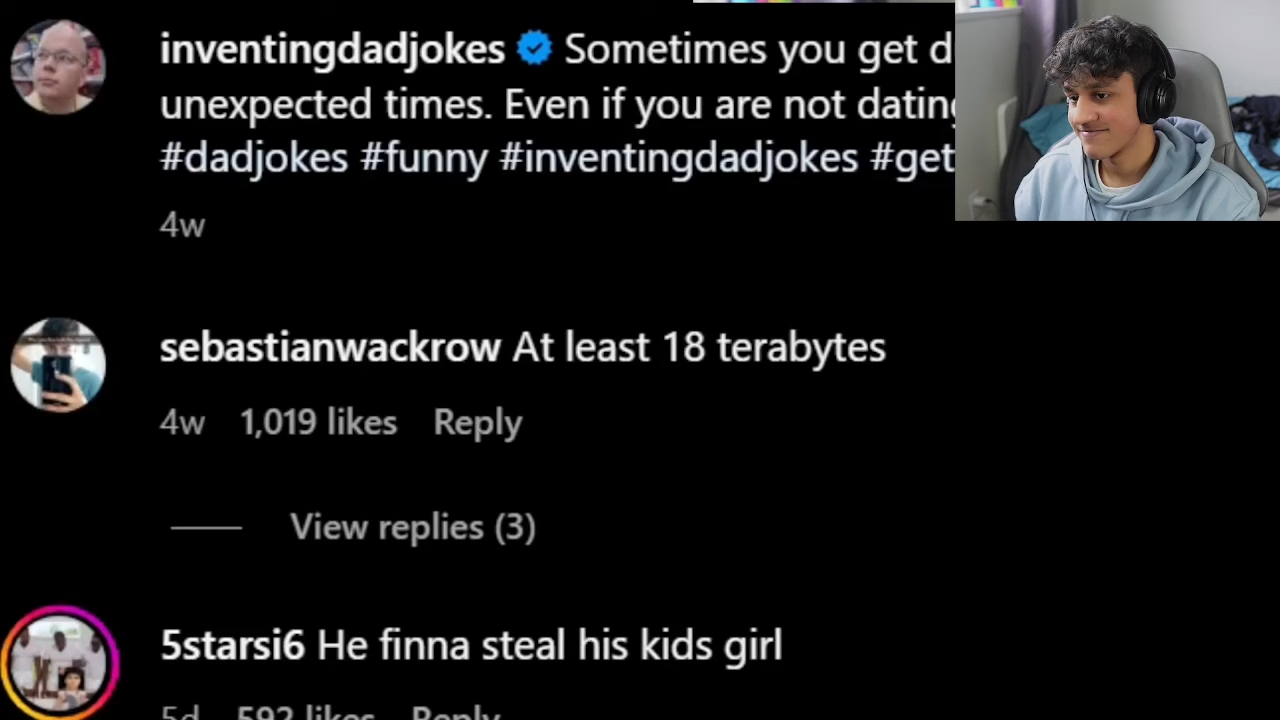 inventingdadjokes Sometimes you get d
unexpected times. Even if you are not dating
#dadjokes #funny #inventingdadjokes #get
4w
sebastianwackrow At least 18 terabytes
4w 1,019 likes Reply
View replies (3)
5starsi6 He finna steal his kids girl
5d 592 likes Reply